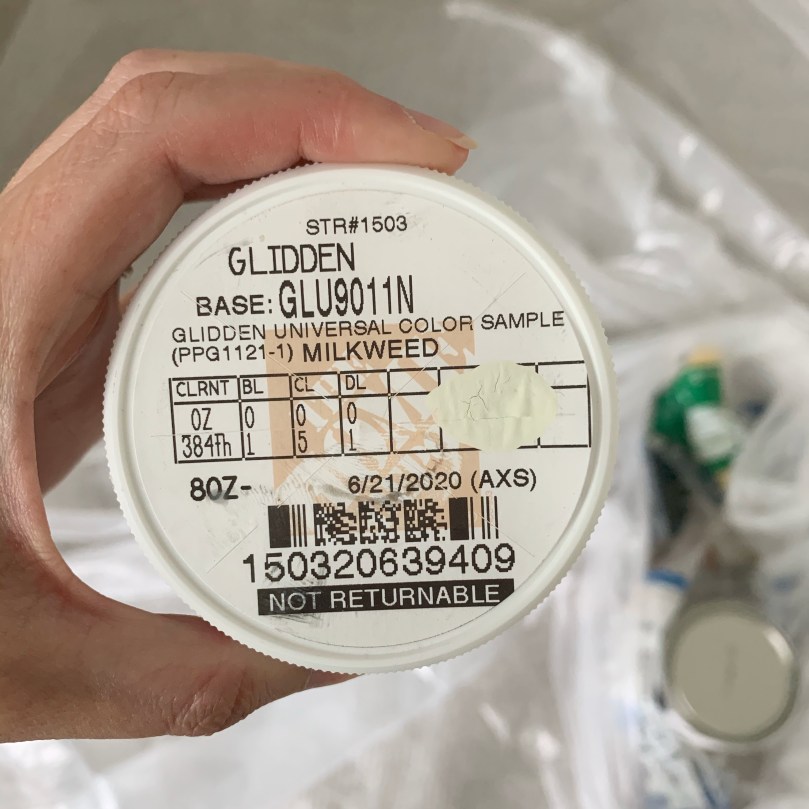 STR#1503
GLIDDEN
BASE: GLU9011N
GLIDDEN UNIVERSAL COLOR SAMPLE
(PPG1121-1) MILKWEED
CLRNT BL CL DL
OZ 0 0 0
384th 1 5 1
8OZ- 6/21/2020 (AXS)
150320639409
NOT RETURNABLE